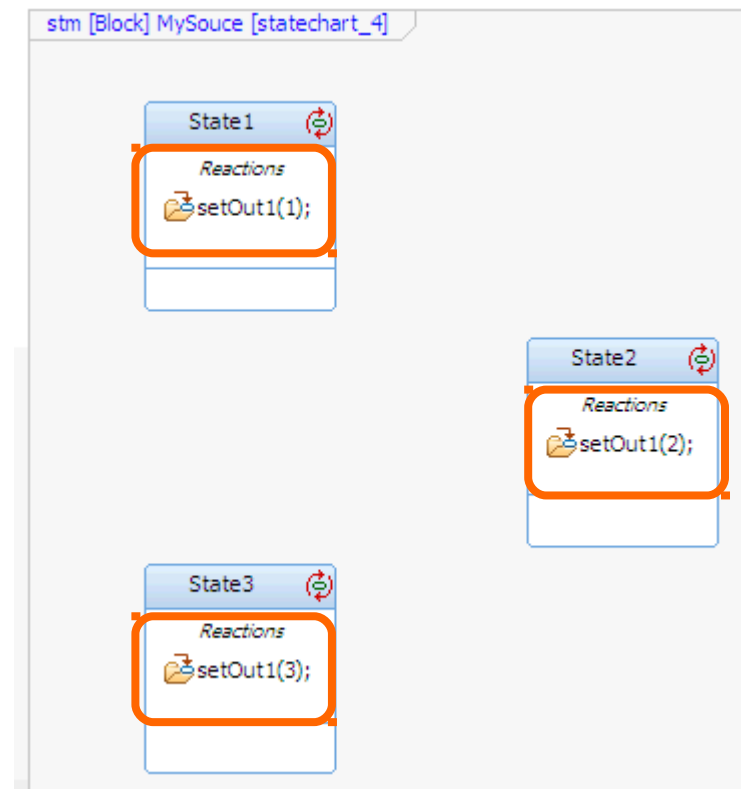 stm [Block] MySouce [statechart_4]
State1
Reactions
setOut1(1);
State2
Reactions
setOut1(2);
State3
Reactions
setOut1(3);